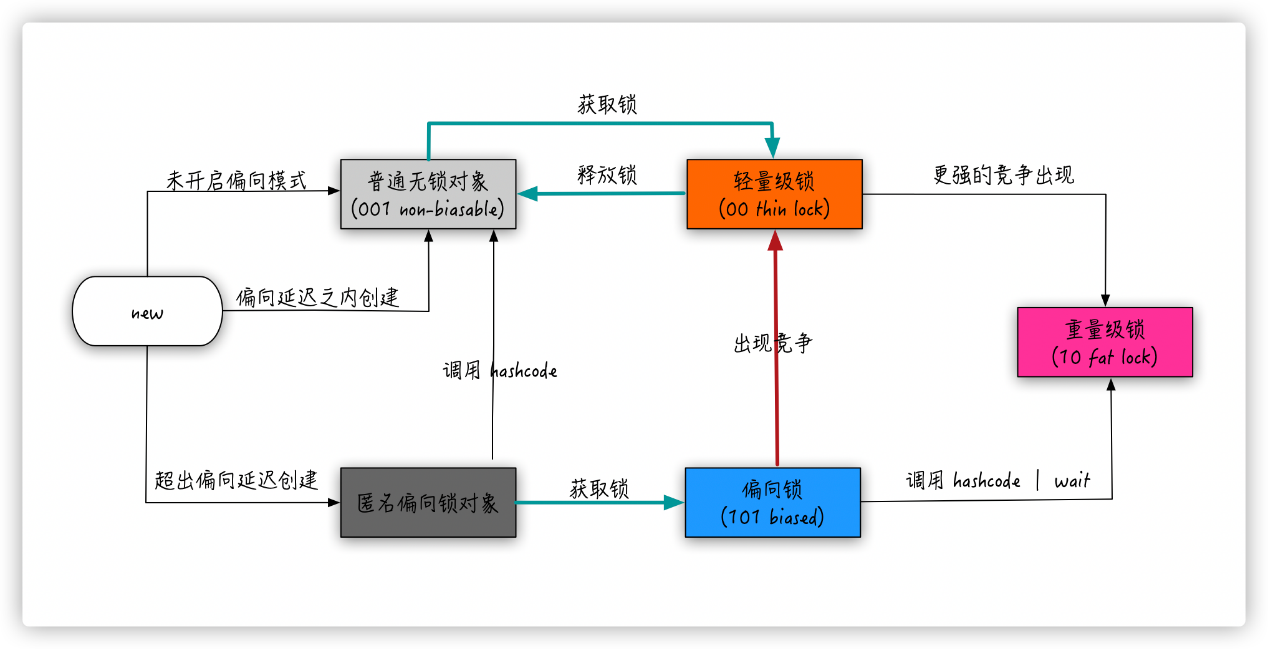 获取锁
未开启偏向模式
普通无锁对象
(001 non-biasable)
释放锁
轻量级锁
(00 thin lock)
更强的竞争出现
new
偏向延迟之内创建
重量级锁
(10 fat lock)
出现竞争
调用 hashcode
超出偏向延迟创建
匿名偏向锁对象
获取锁
偏向锁
(101 biased)
调用 hashcode | wait